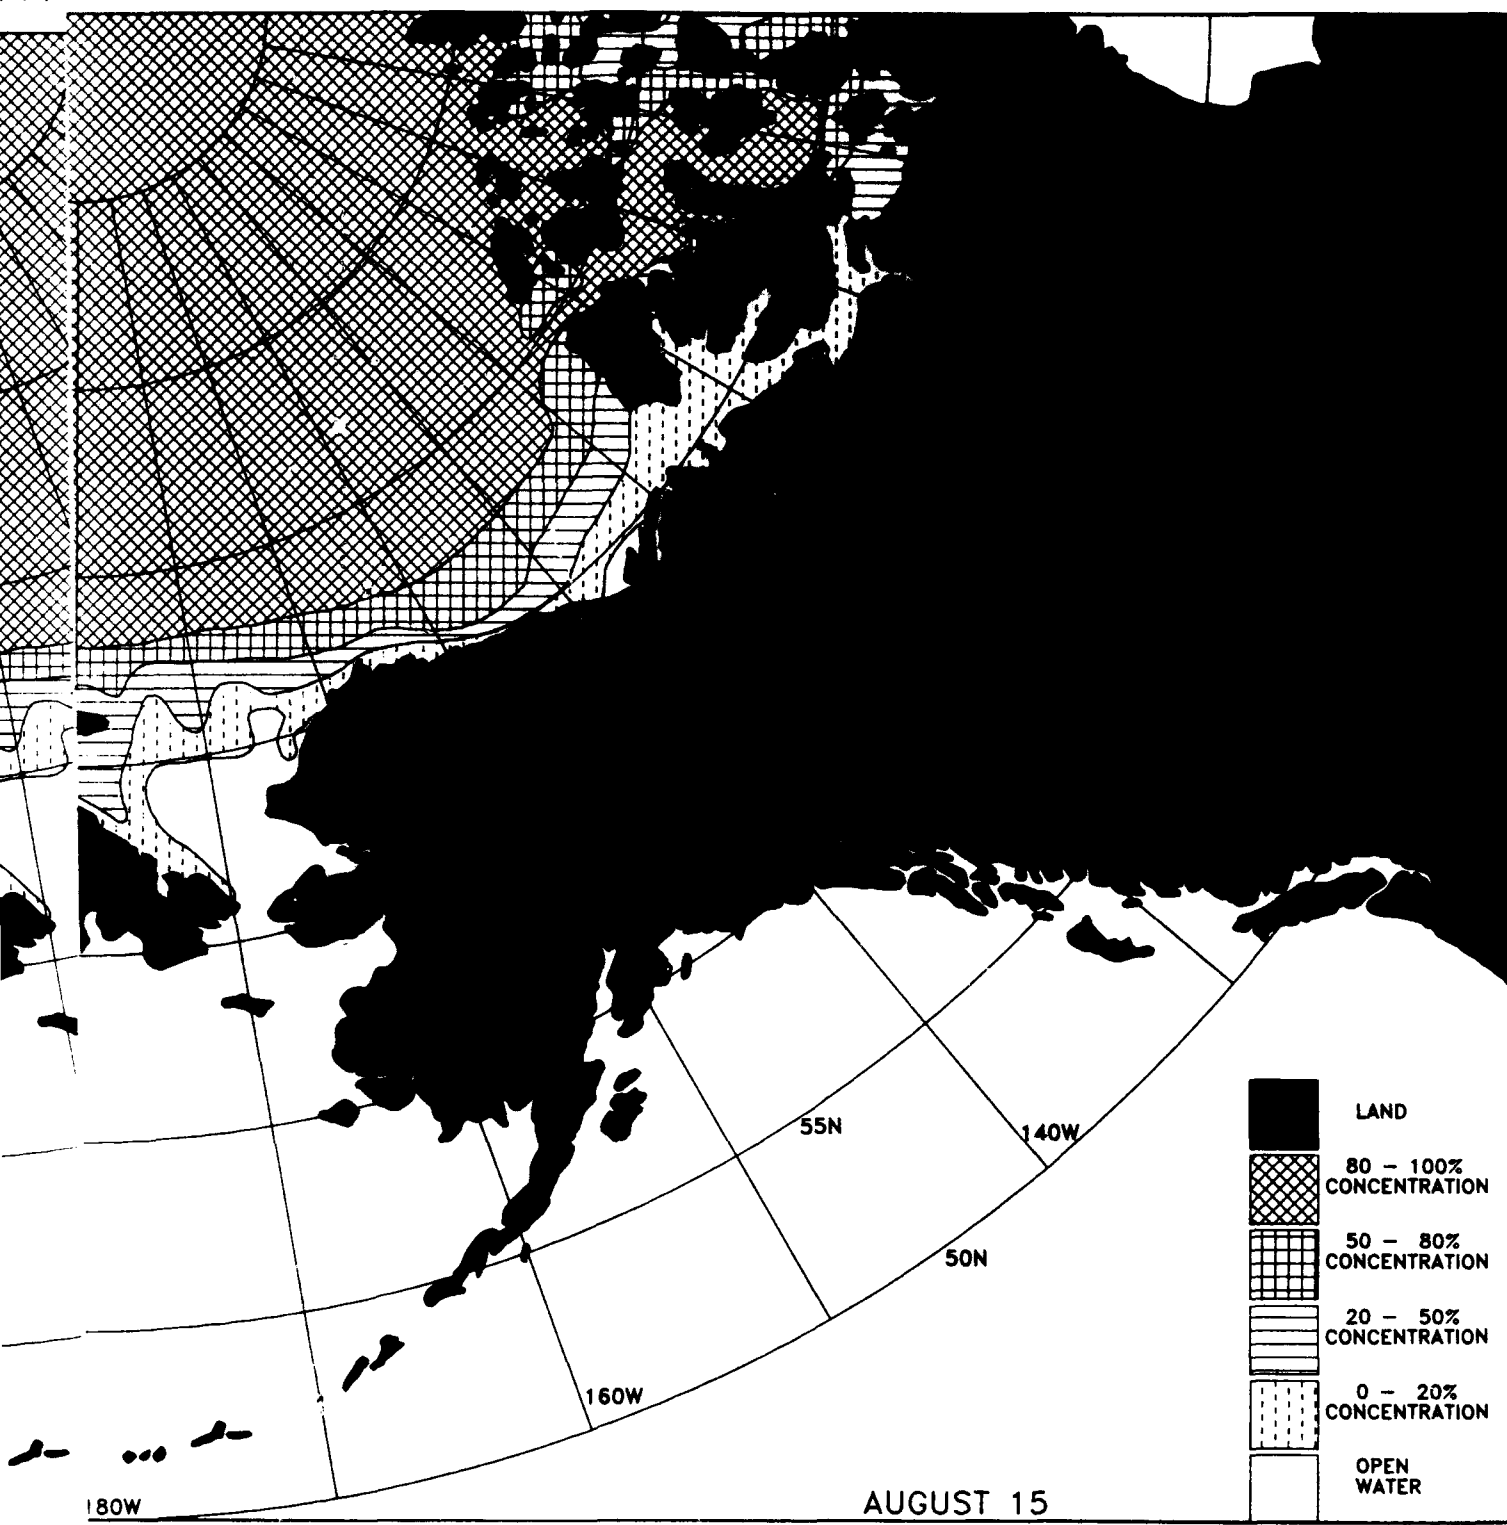 55N
140W
50N
160W
180W
AUGUST 15
LAND
80 - 100%
CONCENTRATION
50 - 80%
CONCENTRATION
20 - 50%
CONCENTRATION
0 - 20%
CONCENTRATION
OPEN
WATER